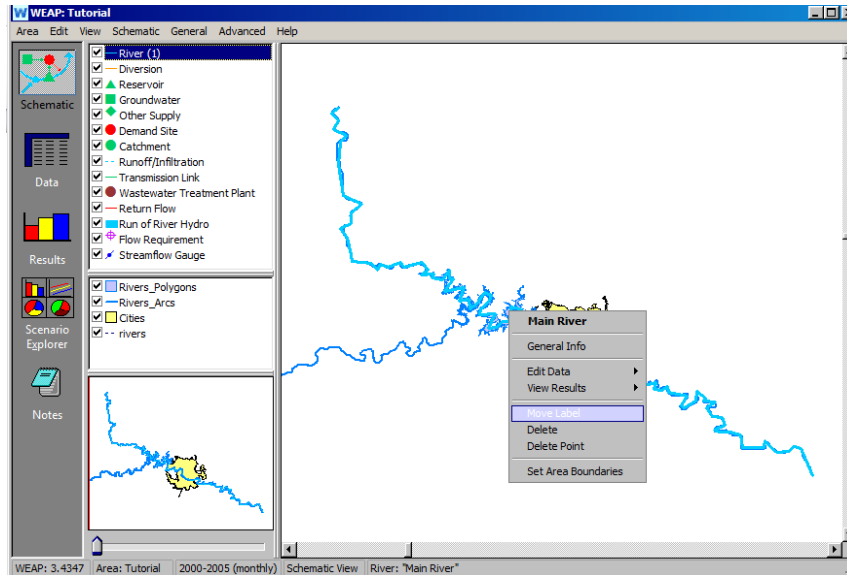 WEAP: Tutorial
Area Edit View Schematic General Advanced Help
Schematic
Data
Results
Scenario
Explorer
Notes
River (1)
Diversion
Reservoir
Groundwater
Other Supply
Demand Site
Catchment
Runoff/Infiltration
Transmission Link
Wastewater Treatment Plant
Return Flow
Run of River Hydro
Flow Requirement
Streamflow Gauge
Rivers_Polygons
Rivers_Arcs
Cities
rivers
Main River
General Info
Edit Data
View Results
Move Label
Delete
Delete Point
Set Area Boundaries
WEAP: 3.4347 Area: Tutorial 2000-2005 (monthly) Schematic View River: "Main River"